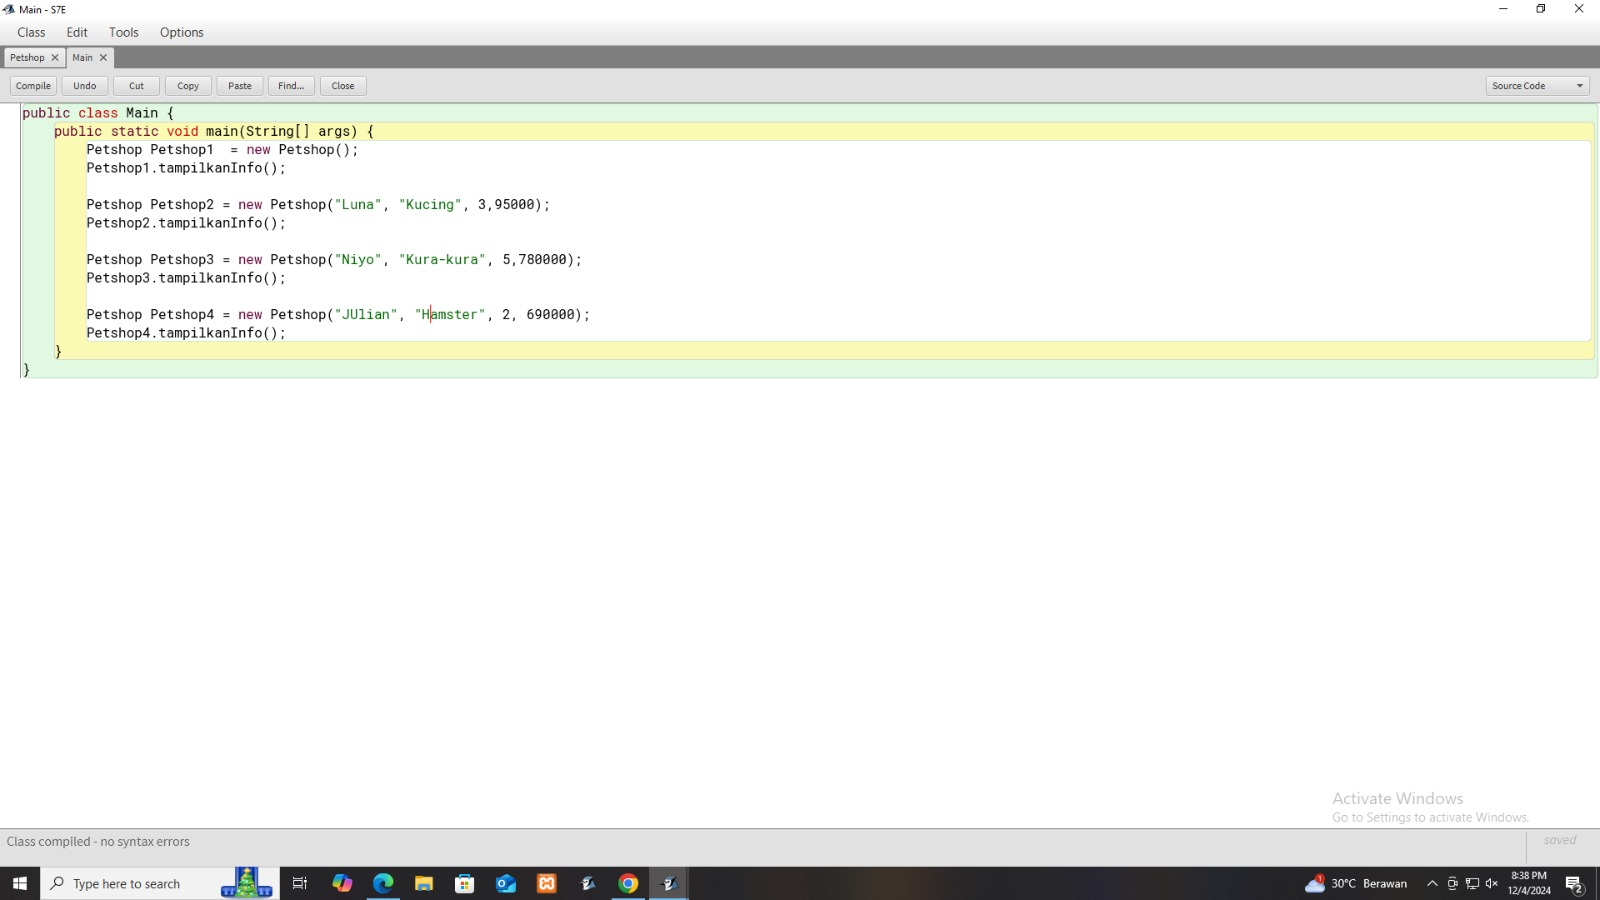 Main - S7E
Class Edit Tools Options
Petshop Main
Compile Undo Cut Copy Paste Find... Close Source Code
public class Main {
public static void main(String[] args) {
Petshop Petshop1  = new Petshop();
Petshop1.tampilkanInfo();
Petshop Petshop2 = new Petshop("Luna", "Kucing", 3,95000);
Petshop2.tampilkanInfo();
Petshop Petshop3 = new Petshop("Niyo", "Kura-kura", 5,780000);
Petshop3.tampilkanInfo();
Petshop Petshop4 = new Petshop("JUlian", "Hamster", 2, 690000);
Petshop4.tampilkanInfo();
}
}
Activate Windows
Go to Settings to activate Windows.
Class compiled - no syntax errors
saved
Type here to search
1
30°C Berawan
8:38 PM
12/4/2024
2